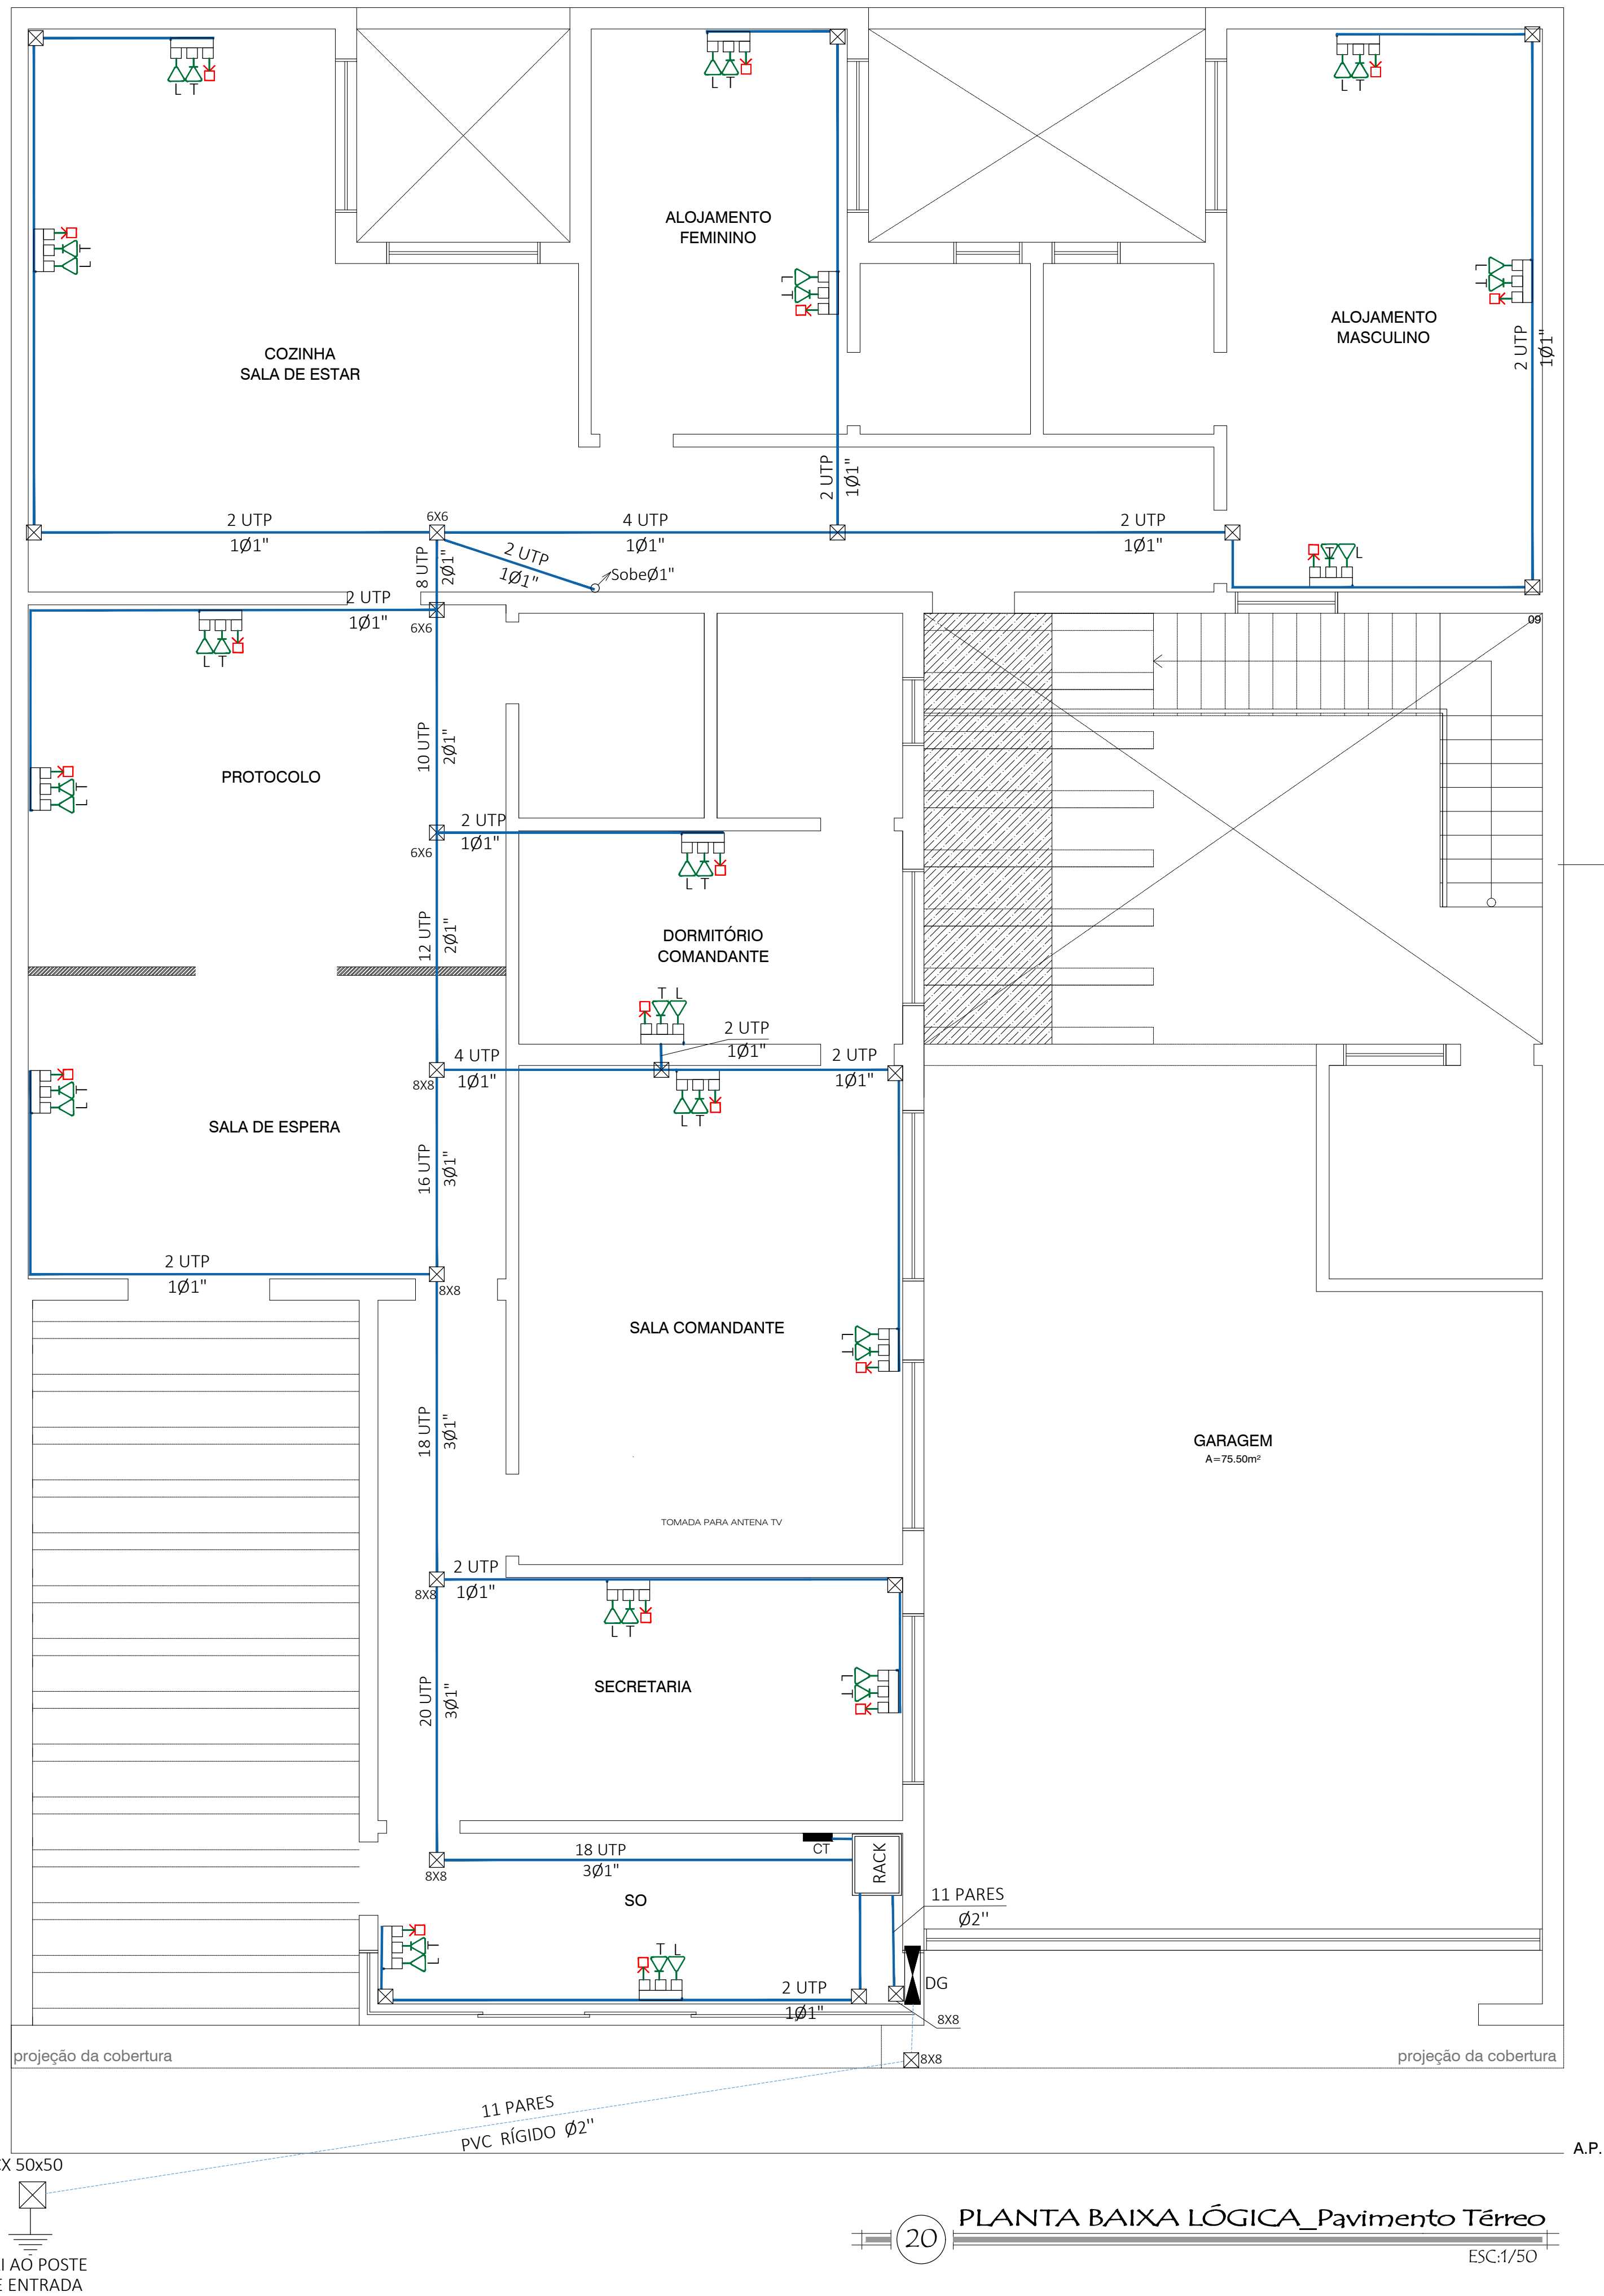 L T
L T
L T
T
L
ALOJAMENTO
FEMININO
L
T
L
T
ALOJAMENTO
MASCULINO
2 UTP
1Ø1"
COZINHA
SALA DE ESTAR
2 UTP
1Ø1"
2 UTP
1Ø1"
6X6
4 UTP
1Ø1"
2 UTP
1Ø1"
8 UTP
2Ø1"
2 UTP
1Ø1"
SobeØ1"
T L
2 UTP
1Ø1"
6X6
09
L T
10 UTP
2Ø1"
PROTOCOLO
T
L
2 UTP
1Ø1"
6X6
L T
12 UTP
2Ø1"
DORMITÓRIO
COMANDANTE
T L
2 UTP
1Ø1"
4 UTP
1Ø1"
2 UTP
1Ø1"
8X8
T
L
L T
SALA DE ESPERA
16 UTP
3Ø1"
2 UTP
1Ø1"
8X8
SALA COMANDANTE
L
T
18 UTP
3Ø1"
GARAGEM
A=75.50m²
TOMADA PARA ANTENA TV
2 UTP
1Ø1"
8X8
L T
SECRETARIA
L
T
20 UTP
3Ø1"
18 UTP
3Ø1"
CT
RACK
8X8
SO
11 PARES
Ø2''
T
L
T L
DG
2 UTP
1Ø1"
8X8
projeção da cobertura
8X8
projeção da cobertura
11 PARES
PVC RÍGIDO Ø2''
A.P.
X 50x50
I AO POSTE
E ENTRADA
20
PLANTA BAIXA LÓGICA_Pavimento Térreo
ESC:1/50